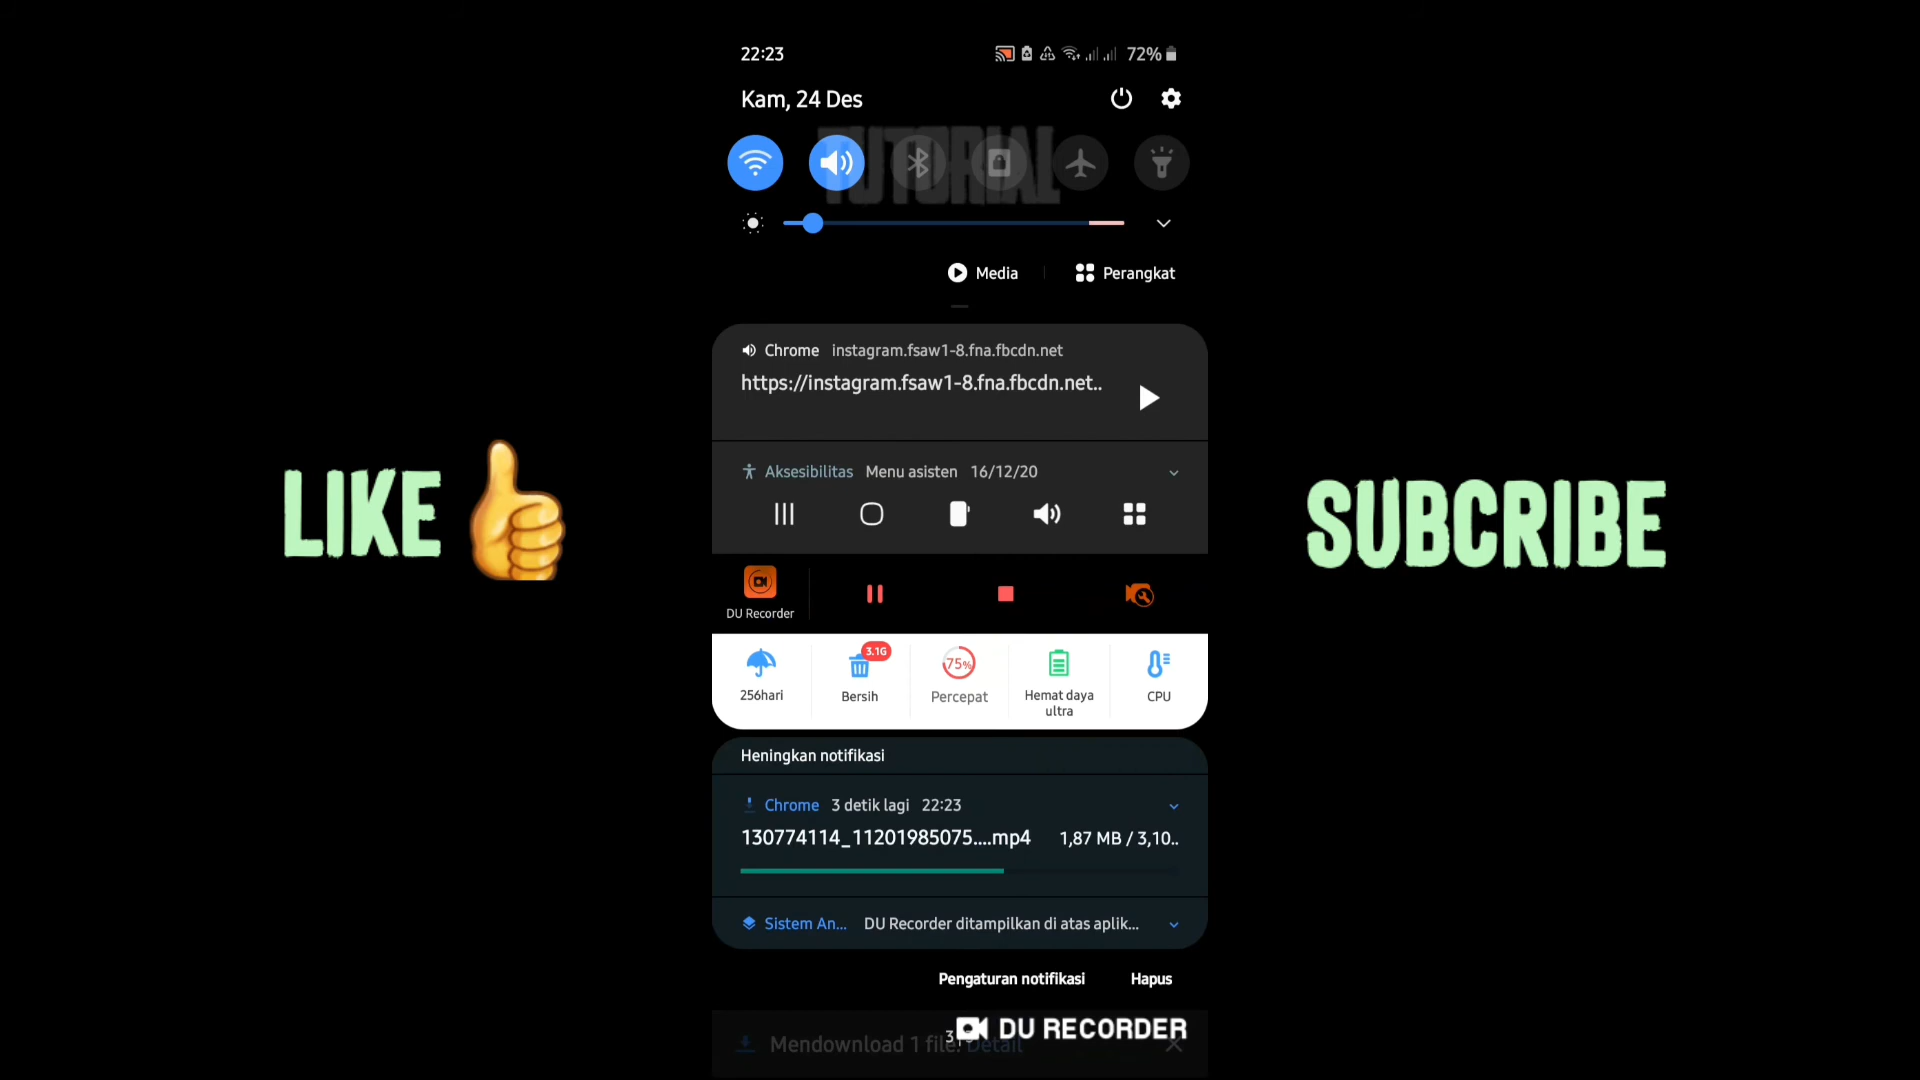 22:23
72%
Kam, 24 Des
TUTORIAL
Media
Perangkat
Chrome instagram.fsaw1-8.fna.fbcdn.net
https://instagram.fsaw1-8.fna.fbcdn.net..
Aksesibilitas Menu asisten 16/12/20
LIKE
SUBCRIBE
DU Recorder
3.1G
75%
256hari
Bersih
Percepat
Hemat daya
ultra
CPU
Heningkan notifikasi
Chrome 3 detik lagi 22:23
130774114_11201985075....mp4 1,87 MB / 3,10..
Sistem An... DU Recorder ditampilkan di atas aplik...
Pengaturan notifikasi Hapus
DU RECORDER
Mendownload 1 file. Detail